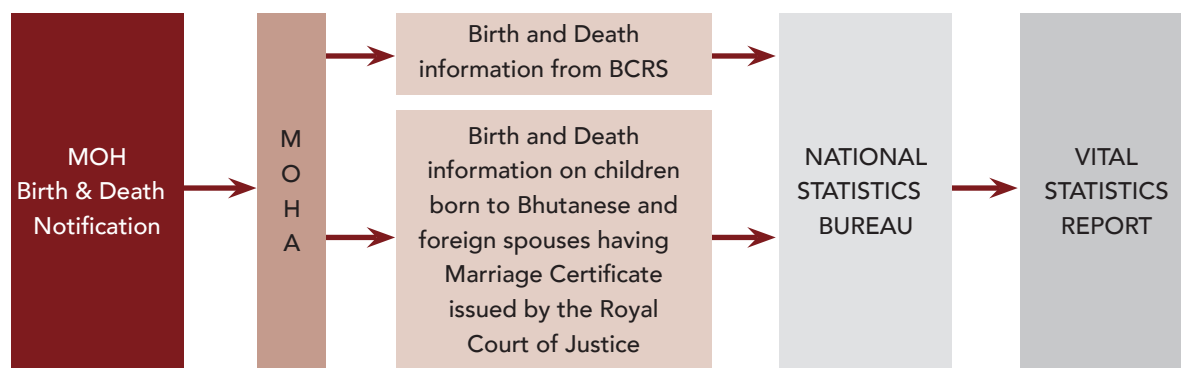 MOH
Birth & Death
Notification
M
O
H
A
Birth and Death
information from BCRS
Birth and Death
information on children
born to Bhutanese and
foreign spouses having
Marriage Certificate
issued by the Royal
Court of Justice
NATIONAL
STATISTICS
BUREAU
VITAL
STATISTICS
REPORT